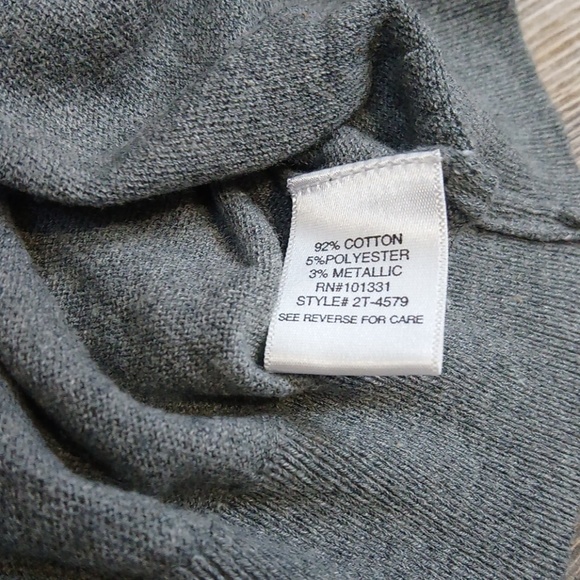 92% COTTON
5%POLYESTER
3% METALLIC
RN#101331
STYLE# 2T-4579
SEE REVERSE FOR CARE